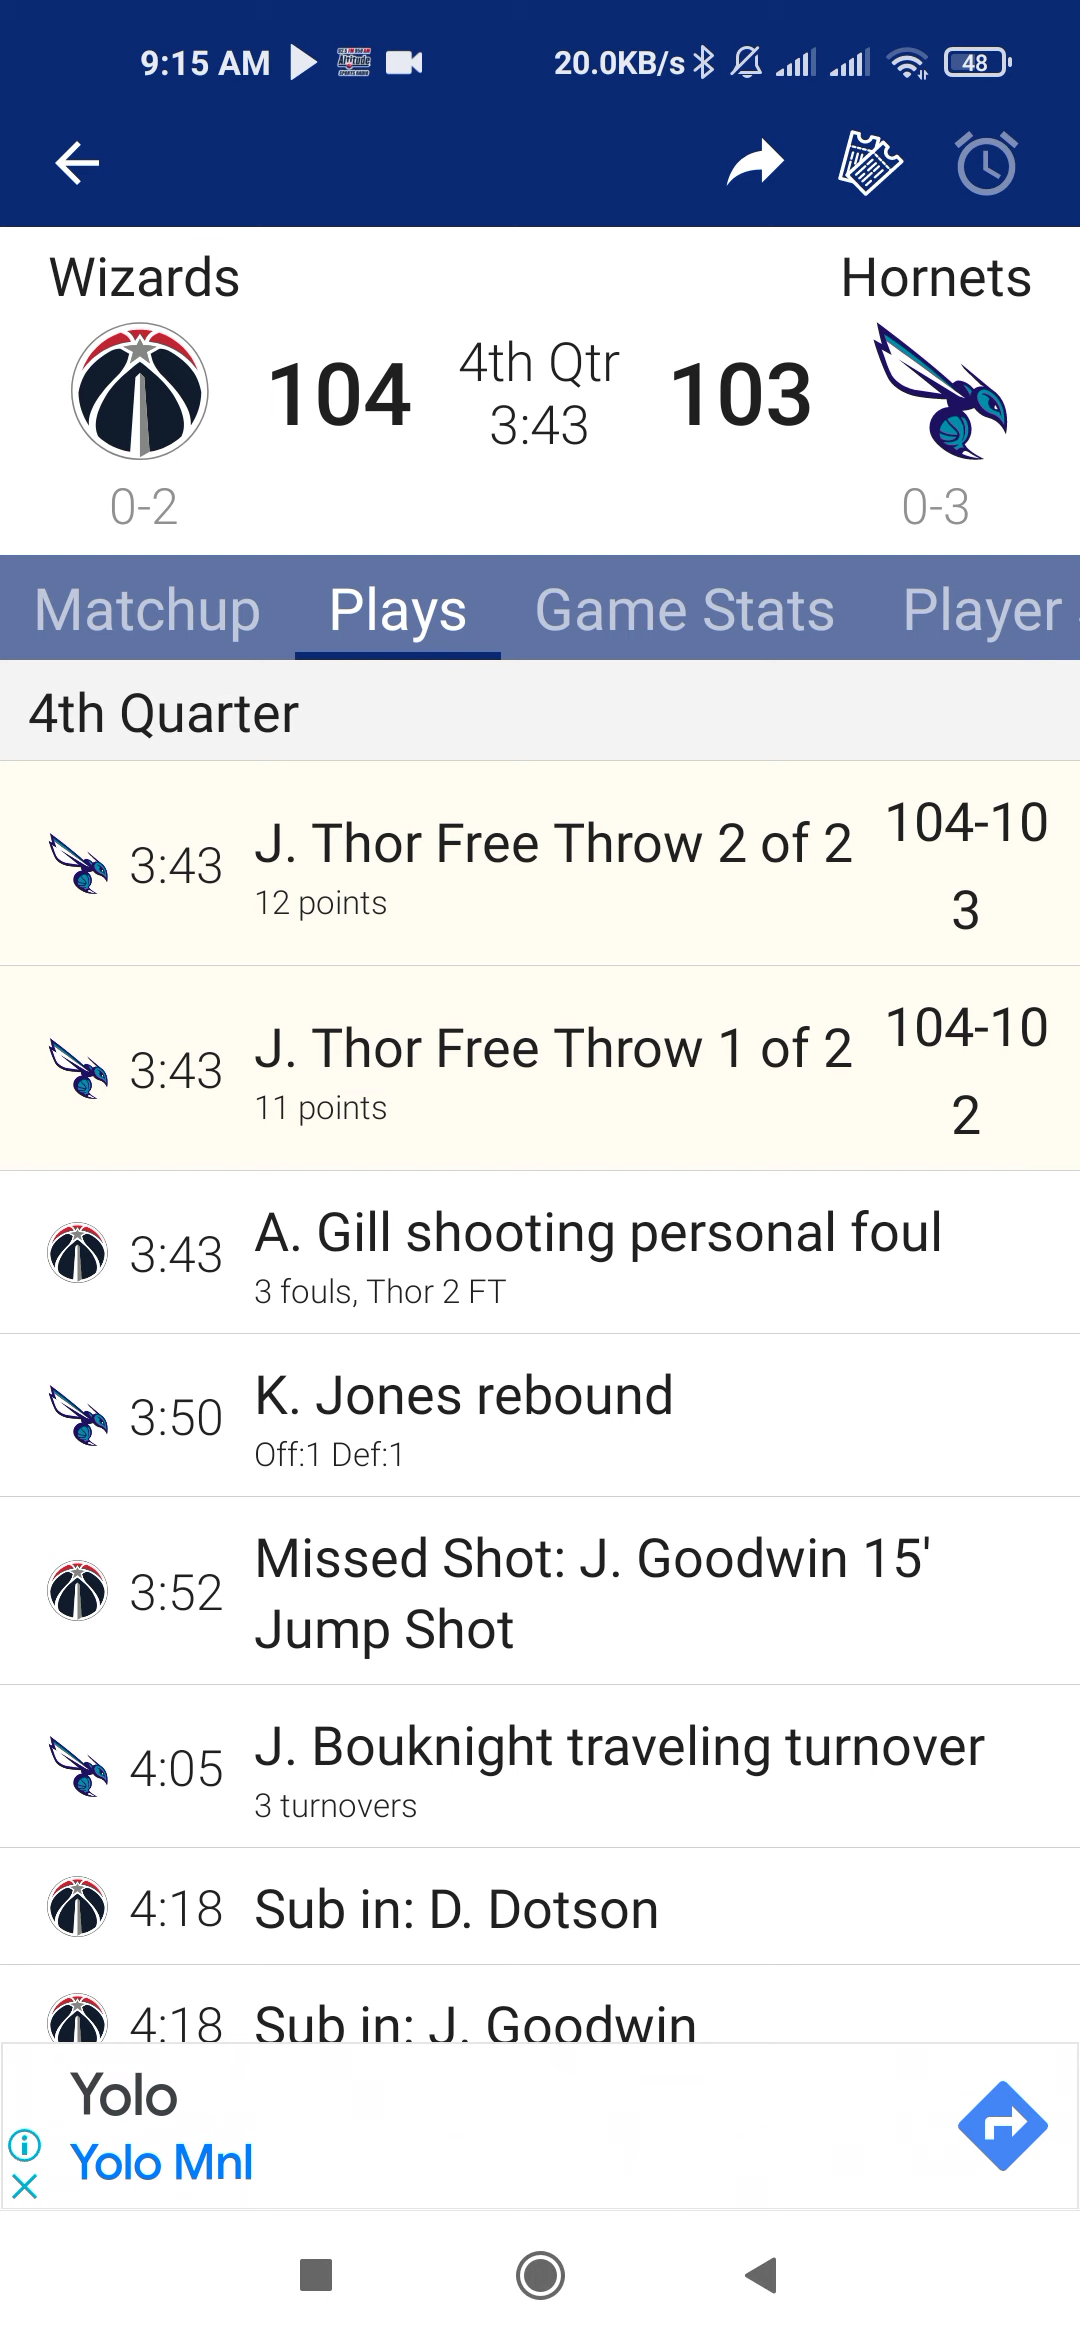 9:15 AM 20.0KB/s 48
Wizards Hornets
104 4th Qtr 103
3:43
0-2 0-3
Matchup Plays Game Stats Player
4th Quarter
3:43 J. Thor Free Throw 2 of 2 104-10
12 points 3
3:43 J. Thor Free Throw 1 of 2 104-10
11 points 2
3:43 A. Gill shooting personal foul
3 fouls, Thor 2 FT
3:50 K. Jones rebound
Off:1 Def:1
3:52 Missed Shot: J. Goodwin 15'
Jump Shot
4:05 J. Bouknight traveling turnover
3 turnovers
4:18 Sub in: D. Dotson
4:18 Sub in: J. Goodwin
Yolo
Yolo Mnl